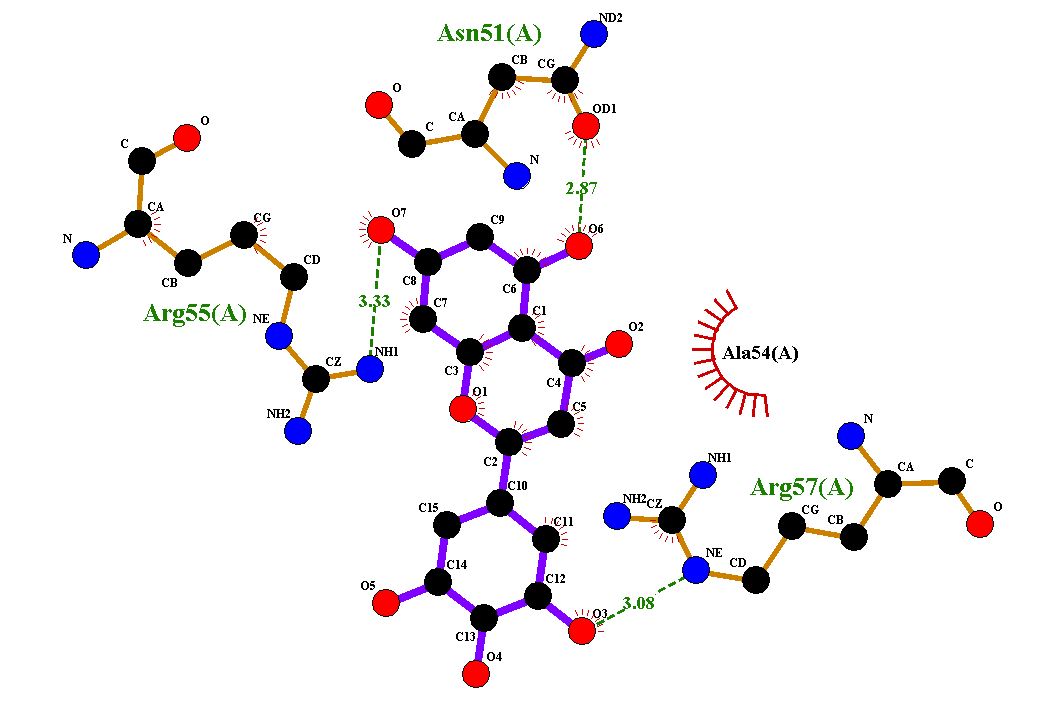 ND2
Asn51(A)
CB
CG
O
OD1
CA
C
N
O
C
2.87
CA
CG
N
O7
C9
O6
CB
CD
C8
C6
Arg55(A)
3.33
C7
NE
C1
O2
NH1
Ala54(A)
CZ
C3
C4
O1
C5
NH2
N
C2
NH1
CA
C
C10
Arg57(A)
NH2
CZ
C15
C11
CG
CB
O
NE
CD
C14
C12
O5
3.08
O3
C13
O4